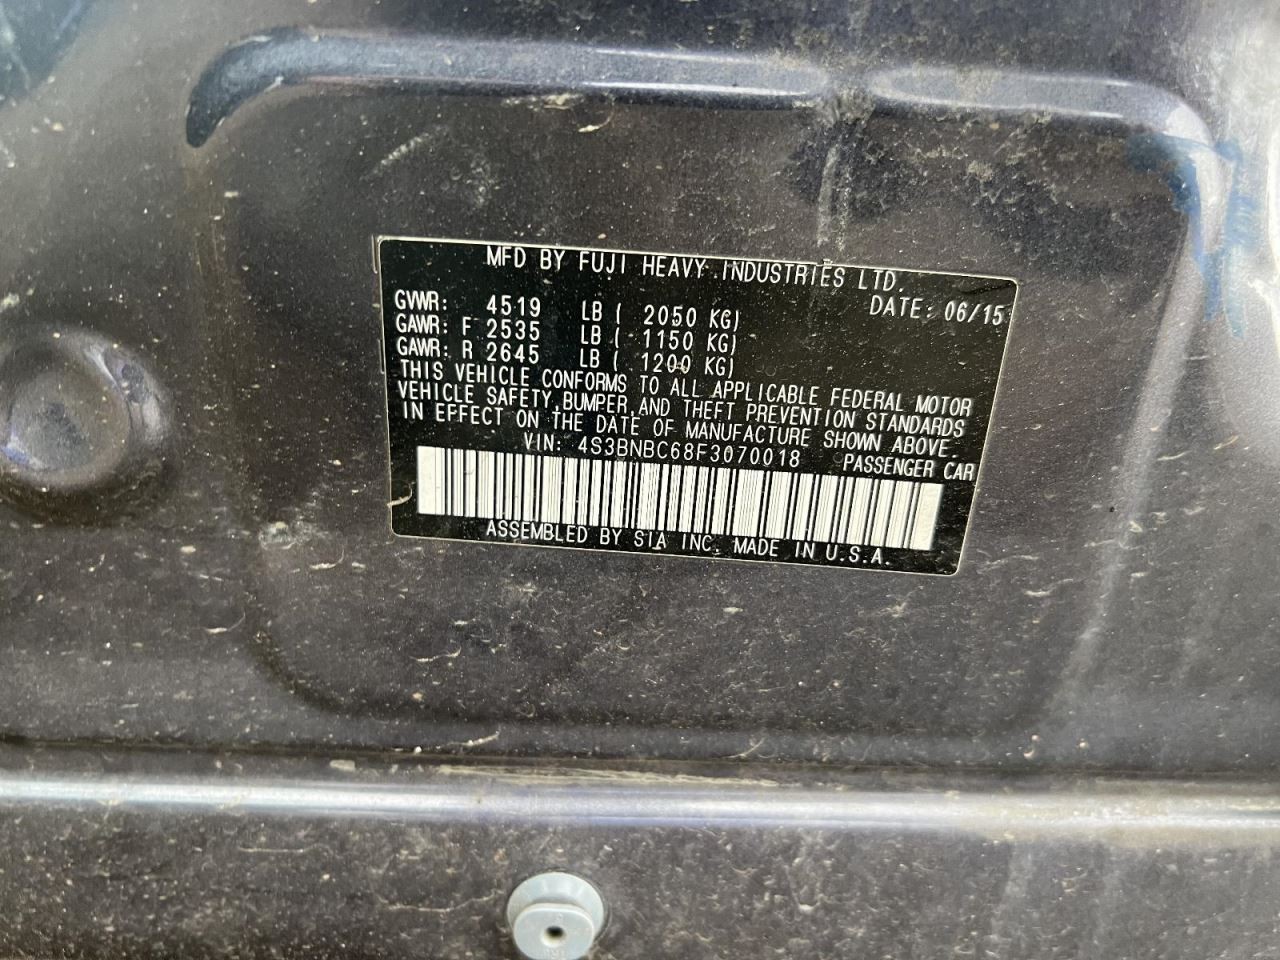 MFD BY FUJI HEAVY INDUSTRIES LTD.
DATE: 06/15
GVWR: 4519 LB ( 2050 KG)
GAWR: F 2535 LB ( 1150 KG)
GAWR: R 2645 LB ( 1200 KG)
THIS VEHICLE CONFORMS TO ALL APPLICABLE FEDERAL MOTOR
VEHICLE SAFETY, BUMPER, AND THEFT PREVENTION STANDARDS
IN EFFECT ON THE DATE OF MANUFACTURE SHOWN ABOVE.
VIN: 4S3BNBC68F3070018 PASSENGER CAR
ASSEMBLED BY SIA INC. MADE IN U.S.A.